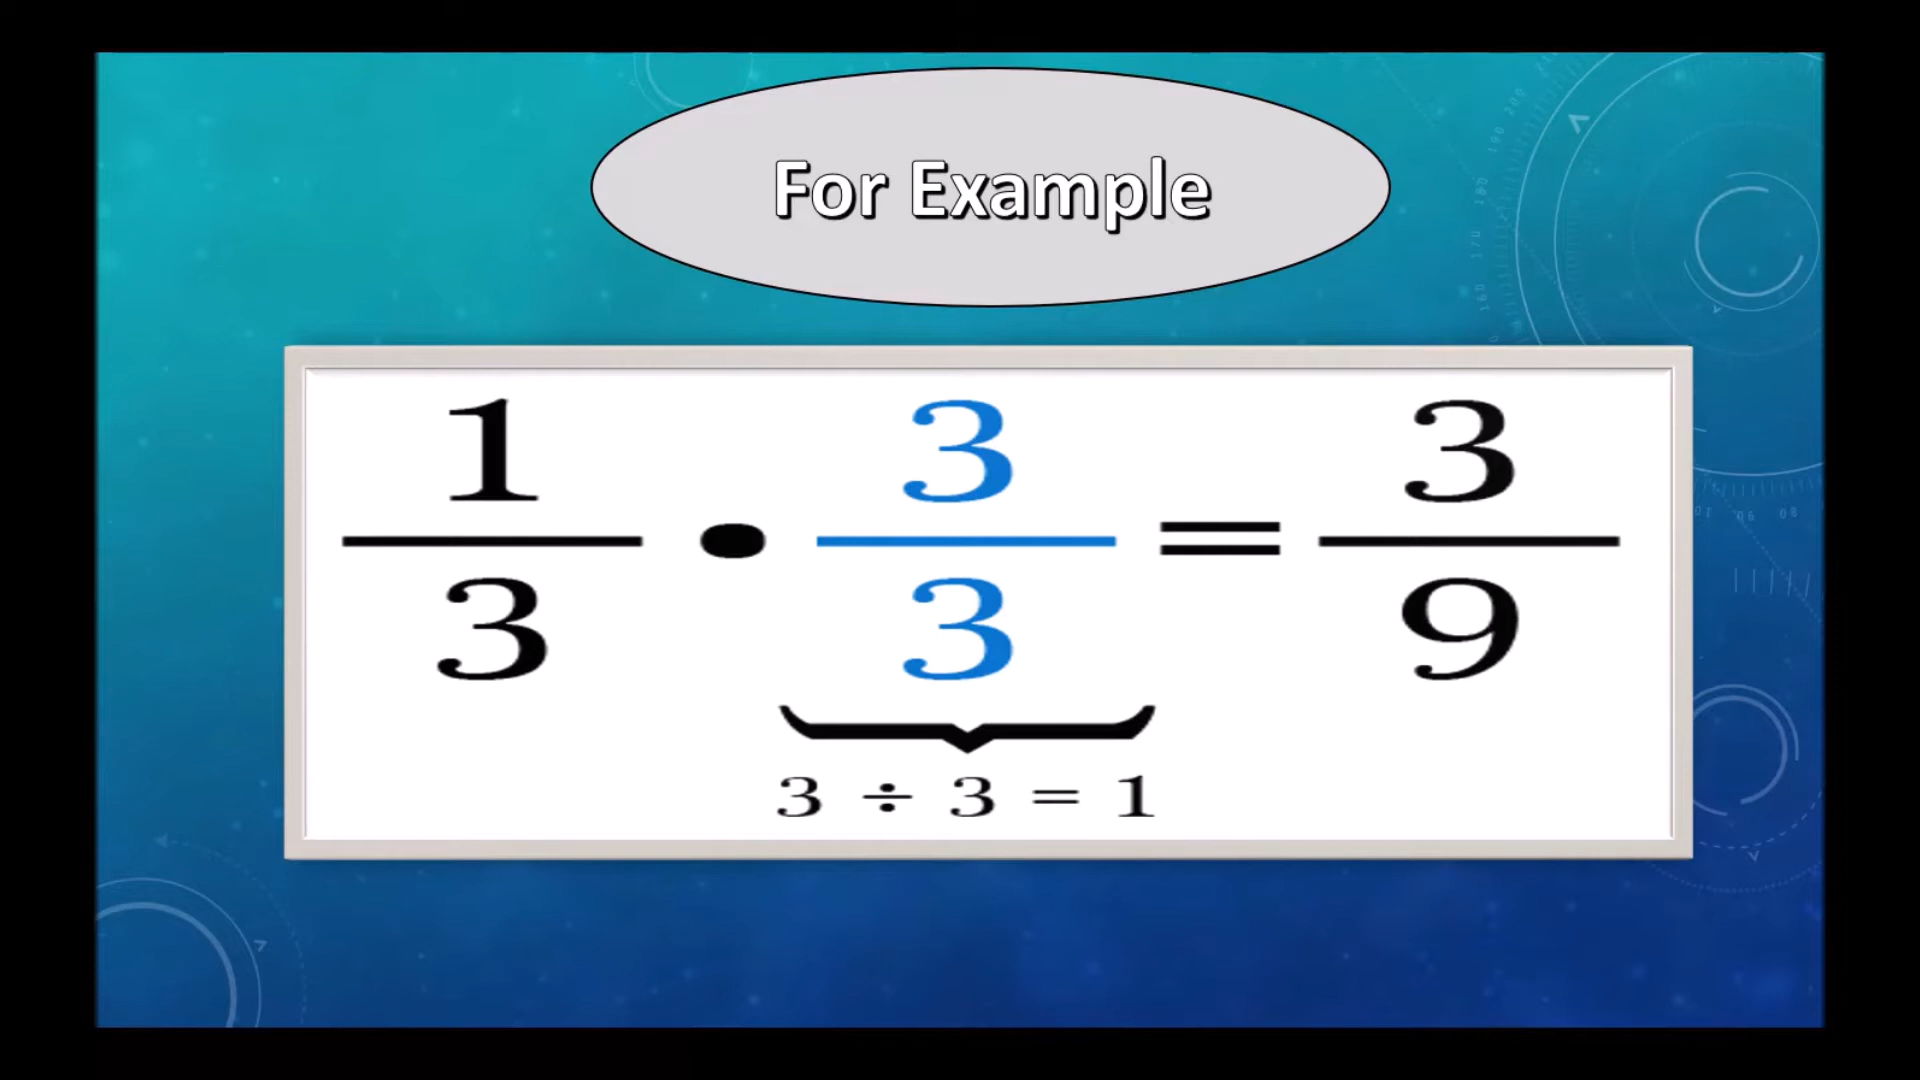 For Example
1/3 • 3/3 = 3/9
3 ÷ 3 = 1